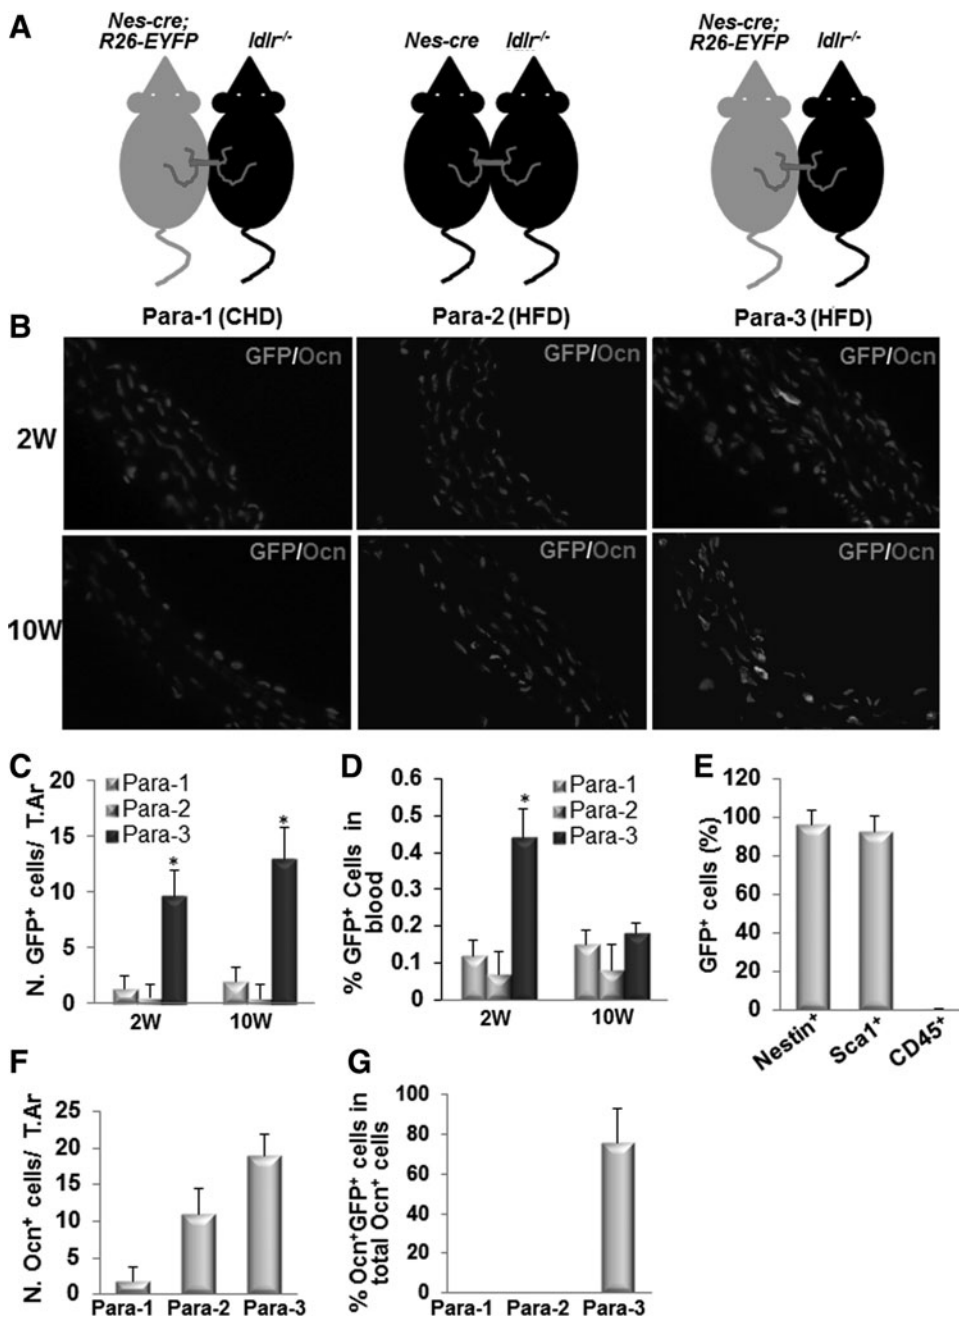 A
Nes-cre;
R26-EYFP
ldlr-/-
Nes-cre
ldlr-/-
Nes-cre;
R26-EYFP
ldlr-/-
B
Para-1 (CHD)
Para-2 (HFD)
Para-3 (HFD)
2W
GFP/Ocn
GFP/Ocn
GFP/Ocn
10W
GFP/Ocn
GFP/Ocn
GFP/Ocn
C
N. GFP⁺ cells/ T.Ar
20
15
10
5
0
Para-1
Para-2
Para-3
*
*
2W
10W
D
% GFP⁺ Cells in
blood
0.6
0.5
0.4
0.3
0.2
0.1
0
Para-1
Para-2
Para-3
*
2W
10W
E
GFP⁺ cells (%)
120
100
80
60
40
20
0
Nestin⁺
Sca1⁺
CD45⁺
F
N. Ocn⁺ cells/ T.Ar
25
20
15
10
5
0
Para-1
Para-2
Para-3
G
% Ocn⁺GFP⁺ cells in
total Ocn⁺ cells
100
80
60
40
20
0
Para-1
Para-2
Para-3